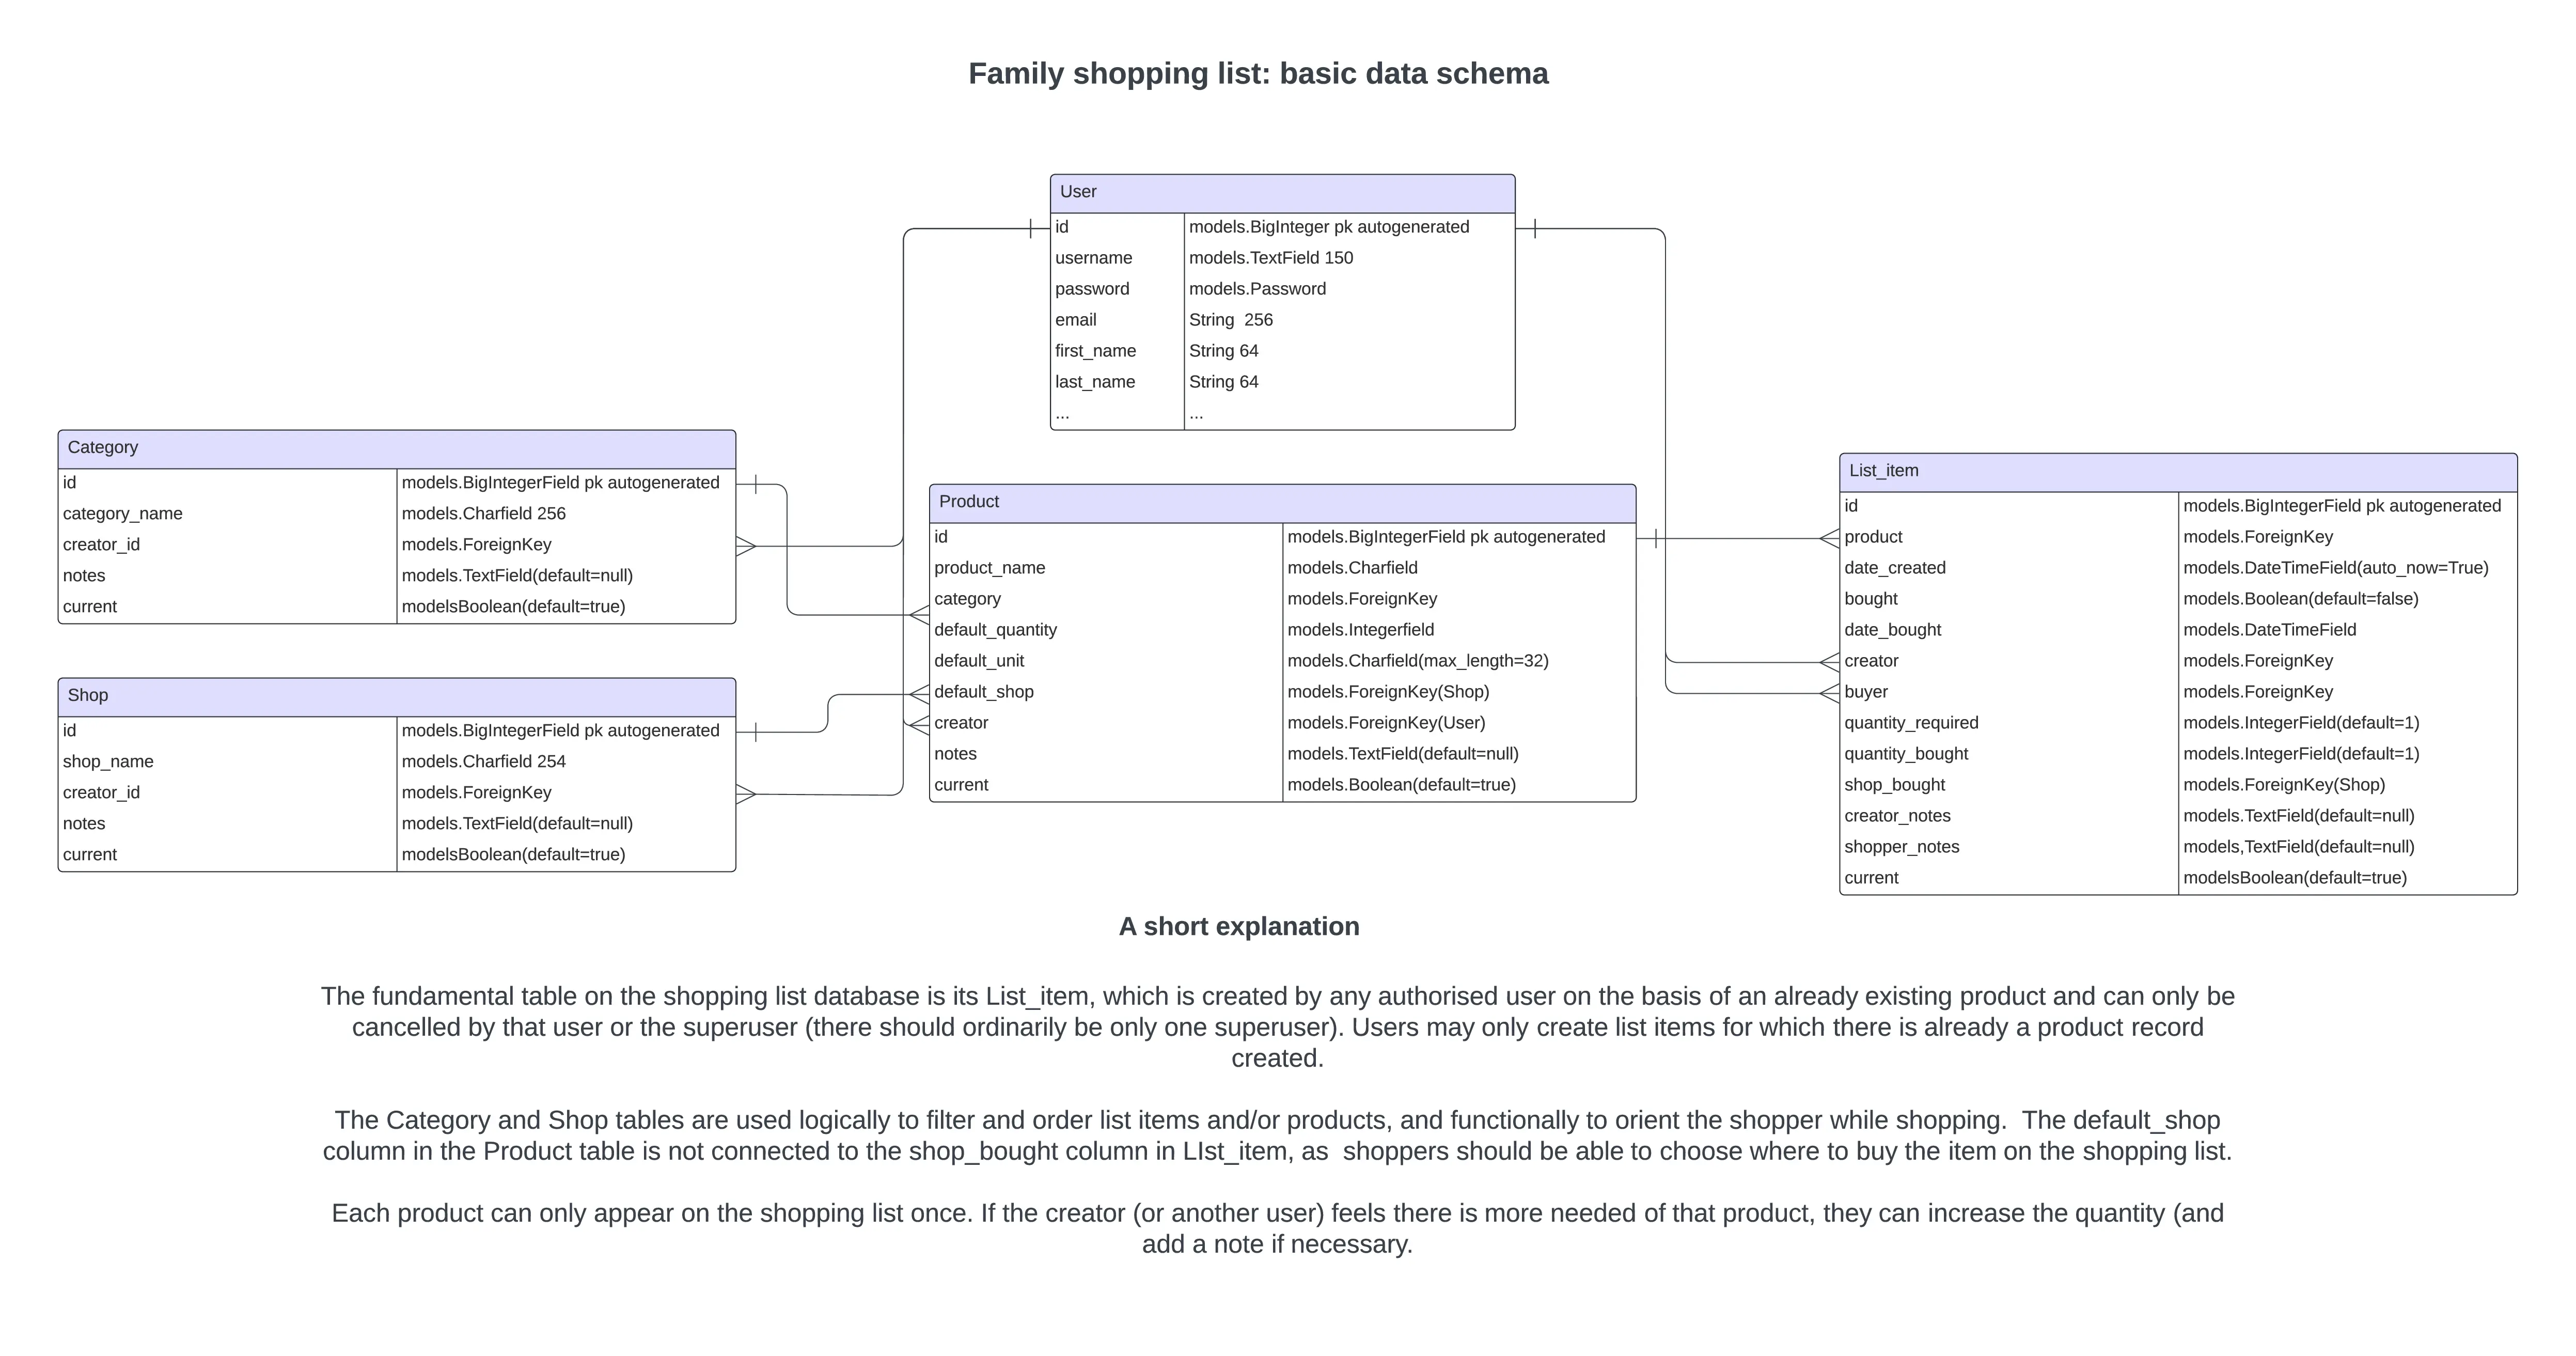 Family shopping list: basic data schema
User
id models.BigInteger pk autogenerated
username models.TextField 150
password models.Password
email String  256
first_name String 64
last_name String 64
... ...
Category
id models.BigIntegerField pk autogenerated
category_name models.Charfield 256
creator_id models.ForeignKey
notes models.TextField(default=null)
current modelsBoolean(default=true)
Shop
id models.BigIntegerField pk autogenerated
shop_name models.Charfield 254
creator_id models.ForeignKey
notes models.TextField(default=null)
current modelsBoolean(default=true)
Product
id models.BigIntegerField pk autogenerated
product_name models.Charfield
category models.ForeignKey
default_quantity models.Integerfield
default_unit models.Charfield(max_length=32)
default_shop models.ForeignKey(Shop)
creator models.ForeignKey(User)
notes models.TextField(default=null)
current models.Boolean(default=true)
List_item
id models.BigIntegerField pk autogenerated
product models.ForeignKey
date_created models.DateTimeField(auto_now=True)
bought models.Boolean(default=false)
date_bought models.DateTimeField
creator models.ForeignKey
buyer models.ForeignKey
quantity_required models.IntegerField(default=1)
quantity_bought models.IntegerField(default=1)
shop_bought models.ForeignKey(Shop)
creator_notes models.TextField(default=null)
shopper_notes models,TextField(default=null)
current modelsBoolean(default=true)
A short explanation
The fundamental table on the shopping list database is its List_item, which is created by any authorised user on the basis of an already existing product and can only be
cancelled by that user or the superuser (there should ordinarily be only one superuser). Users may only create list items for which there is already a product record
created.
The Category and Shop tables are used logically to filter and order list items and/or products, and functionally to orient the shopper while shopping.  The default_shop
column in the Product table is not connected to the shop_bought column in LIst_item, as  shoppers should be able to choose where to buy the item on the shopping list.
Each product can only appear on the shopping list once. If the creator (or another user) feels there is more needed of that product, they can increase the quantity (and
add a note if necessary.